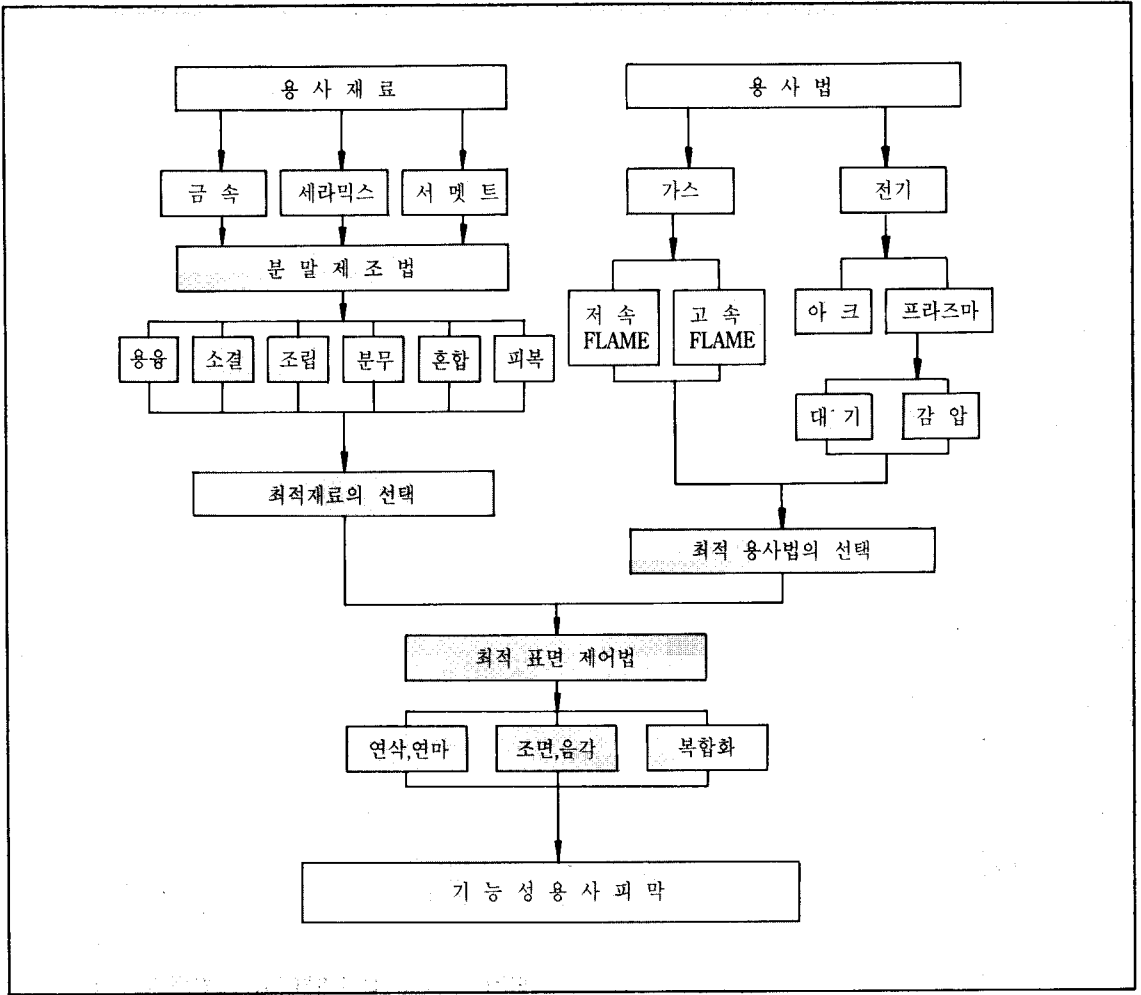 용 사 재 료
용 사 법
금 속
세라믹스
서 멧 트
가스
전기
분 말 제 조 법
저 속
FLAME
고 속
FLAME
아 크
프라즈마
용융
소결
조립
분무
혼합
피복
대 기
감 압
최적재료의 선택
최적 용사법의 선택
최적 표면 제어법
연삭,연마
조면,음각
복합화
기 능 성 용 사 피 막